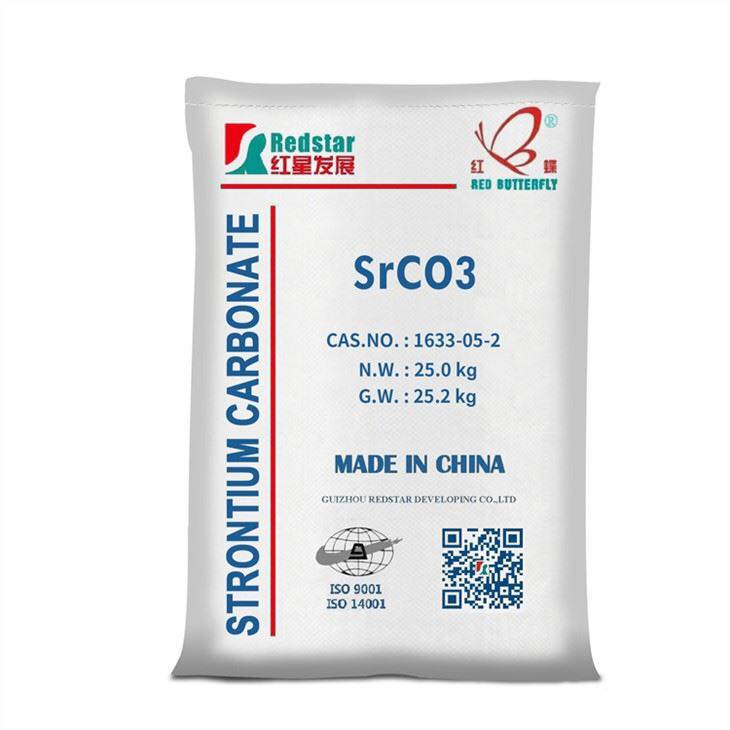 Redstar
红星发展
®
红 蝶
RED BUTTERFLY
STRONTIUM CARBONATE
SrCO3
CAS.NO. : 1633-05-2
N.W. : 25.0 kg
G.W. : 25.2 kg
MADE IN CHINA
GUIZHOU REDSTAR DEVELOPING CO.,LTD
ISO 9001
ISO 14001